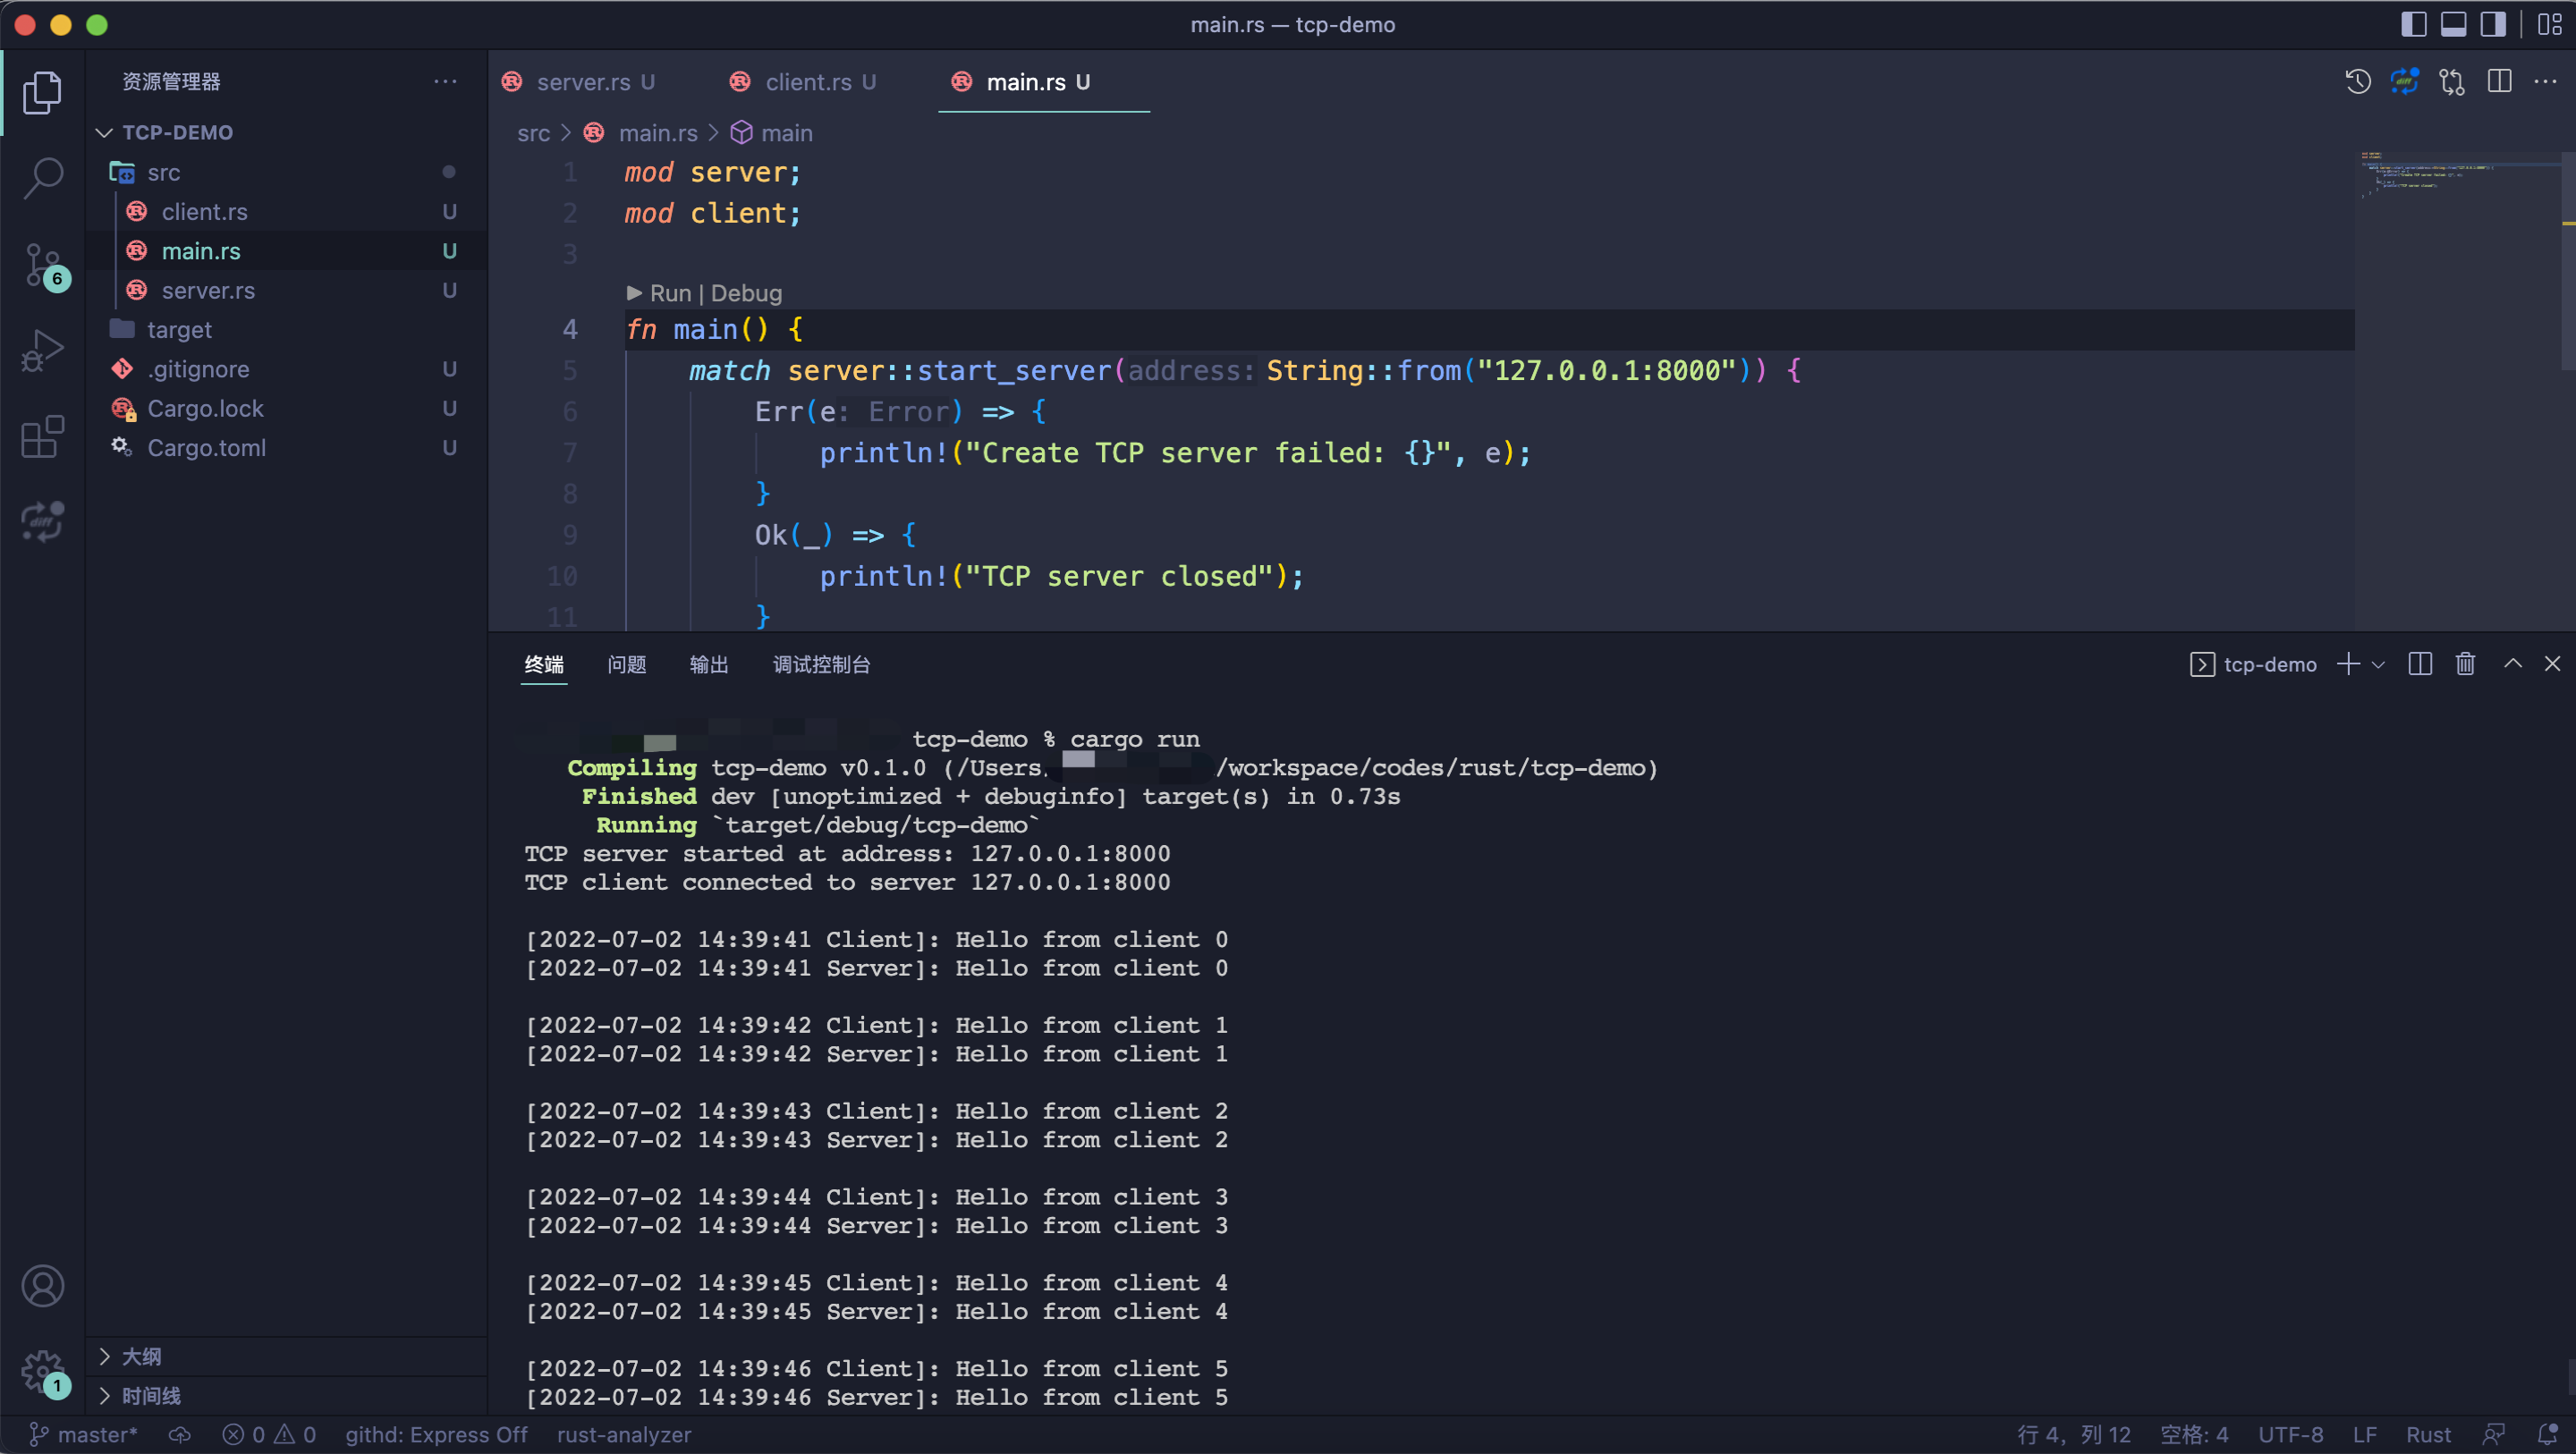 main.rs — tcp-demo
资源管理器
TCP-DEMO
src
client.rs U
main.rs U
server.rs U
target
.gitignore U
Cargo.lock U
Cargo.toml U
6
1
大纲
时间线
server.rs U client.rs U main.rs U
src > main.rs > main
1 mod server;
2 mod client;
3
Run | Debug
4 fn main() {
5 match server::start_server(address: String::from("127.0.0.1:8000")) {
6 Err(e: Error) => {
7 println!("Create TCP server failed: {}", e);
8 }
9 Ok(_) => {
10 println!("TCP server closed");
11 }
终端 问题 输出 调试控制台 tcp-demo
tcp-demo % cargo run
Compiling tcp-demo v0.1.0 (/Users /workspace/codes/rust/tcp-demo)
Finished dev [unoptimized + debuginfo] target(s) in 0.73s
Running `target/debug/tcp-demo`
TCP server started at address: 127.0.0.1:8000
TCP client connected to server 127.0.0.1:8000
[2022-07-02 14:39:41 Client]: Hello from client 0
[2022-07-02 14:39:41 Server]: Hello from client 0
[2022-07-02 14:39:42 Client]: Hello from client 1
[2022-07-02 14:39:42 Server]: Hello from client 1
[2022-07-02 14:39:43 Client]: Hello from client 2
[2022-07-02 14:39:43 Server]: Hello from client 2
[2022-07-02 14:39:44 Client]: Hello from client 3
[2022-07-02 14:39:44 Server]: Hello from client 3
[2022-07-02 14:39:45 Client]: Hello from client 4
[2022-07-02 14:39:45 Server]: Hello from client 4
[2022-07-02 14:39:46 Client]: Hello from client 5
[2022-07-02 14:39:46 Server]: Hello from client 5
master* 0 0 githd: Express Off rust-analyzer 行 4，列 12 空格: 4 UTF-8 LF Rust